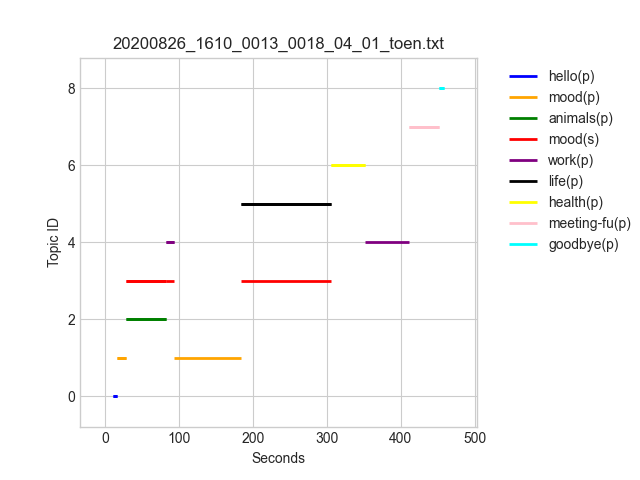 20200826_1610_0013_0018_04_01_toen.txt
hello(p)
mood(p)
animals(p)
mood(s)
work(p)
life(p)
health(p)
meeting-fu(p)
goodbye(p)
Topic ID
8
6
4
2
0
0 100 200 300 400 500
Seconds